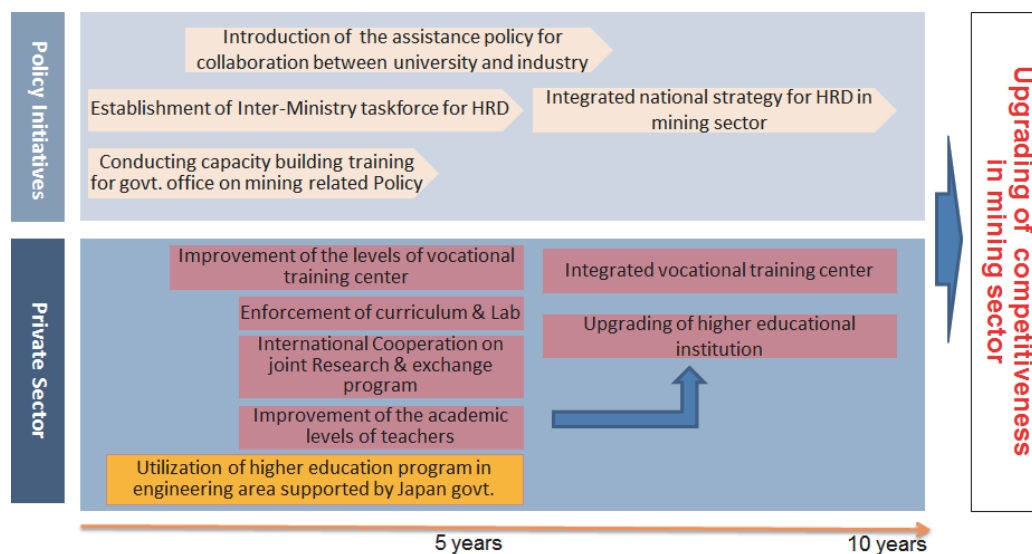 Policy Initiatives
Introduction of the assistance policy for
collaboration between university and industry
Establishment of Inter-Ministry taskforce for HRD
Integrated national strategy for HRD in
mining sector
Conducting capacity building training
for govt. office on mining related Policy
Private Sector
Improvement of the levels of vocational
training center
Integrated vocational training center
Enforcement of curriculum & Lab
Upgrading of higher educational
institution
International Cooperation on
joint Research & exchange
program
Improvement of the academic
levels of teachers
Utilization of higher education program in
engineering area supported by Japan govt.
5 years
10 years
Upgrading of competitiveness
in mining sector